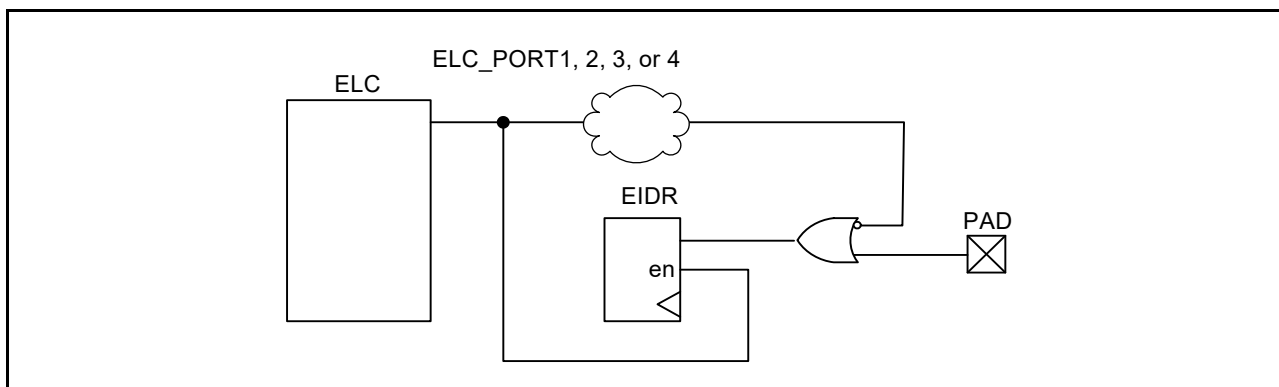 ELC_PORT1, 2, 3, or 4
ELC
EIDR
PAD
en